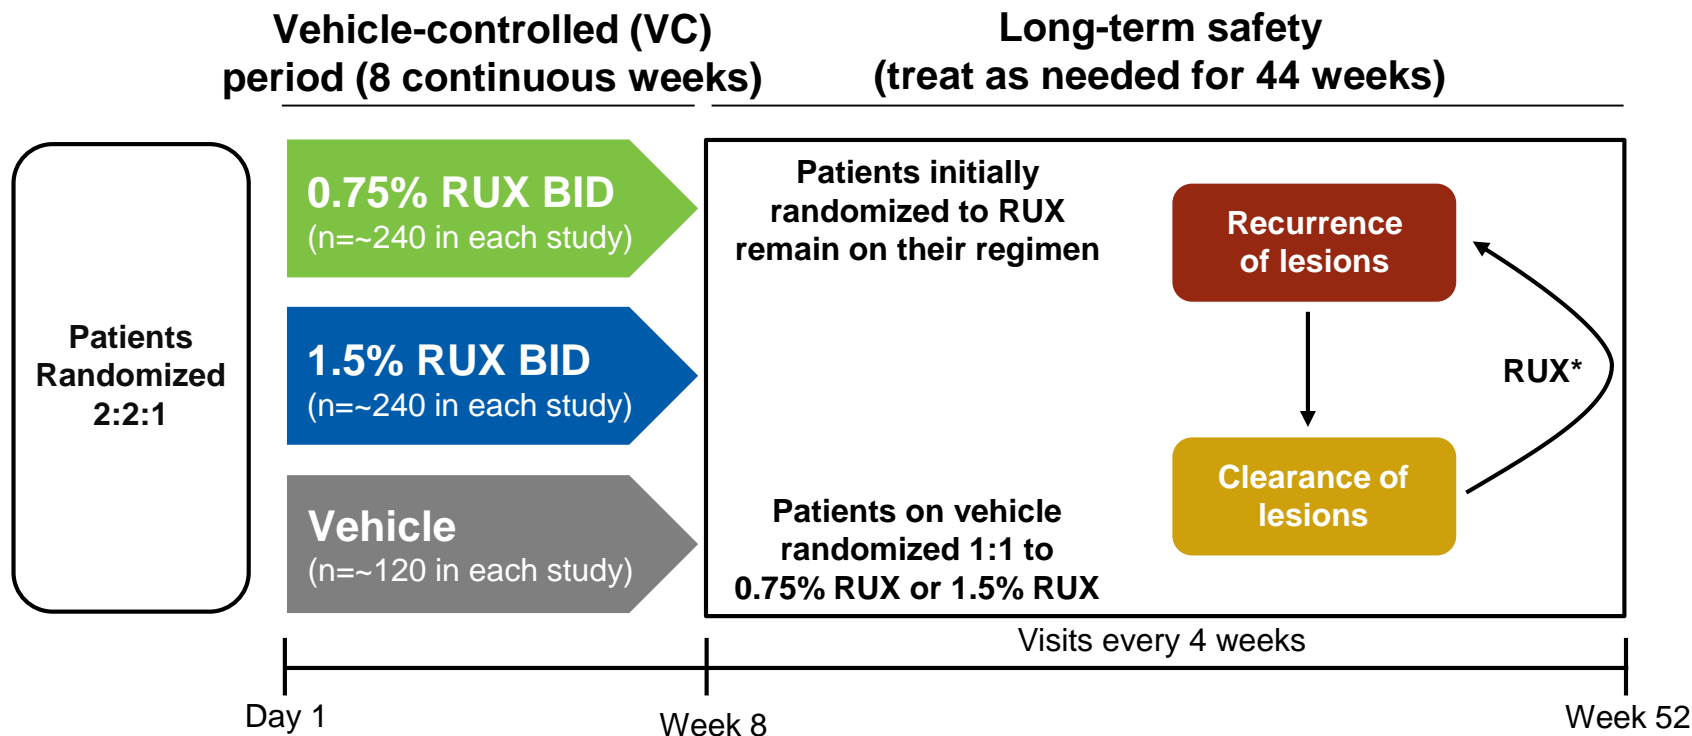 Vehicle-controlled (VC)
period (8 continuous weeks)
Long-term safety
(treat as needed for 44 weeks)
Patients
Randomized
2:2:1
0.75% RUX BID
(n=~240 in each study)
1.5% RUX BID
(n=~240 in each study)
Vehicle
(n=~120 in each study)
Patients initially
randomized to RUX
remain on their regimen
Patients on vehicle
randomized 1:1 to
0.75% RUX or 1.5% RUX
Recurrence
of lesions
RUX*
Clearance of
lesions
Visits every 4 weeks
Day 1
Week 8
Week 52